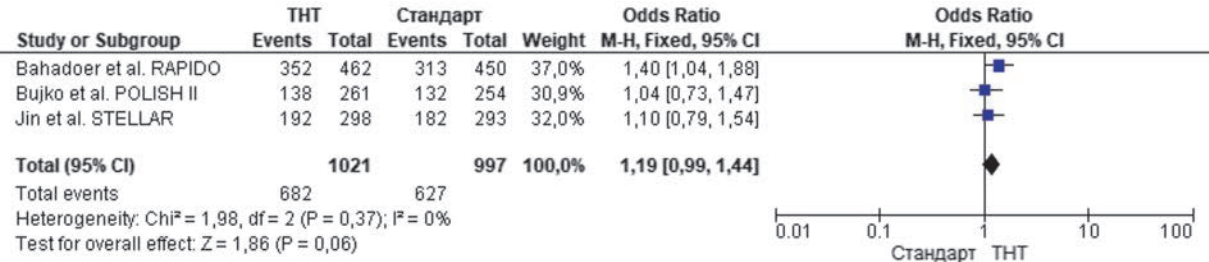 ТНТ Стандарт Odds Ratio Odds Ratio
Study or Subgroup Events Total Events Total Weight M-H, Fixed, 95% CI M-H, Fixed, 95% CI
Bahadoer et al. RAPIDO 352 462 313 450 37,0% 1,40 [1,04, 1,88]
Bujko et al. POLISH II 138 261 132 254 30,9% 1,04 [0,73, 1,47]
Jin et al. STELLAR 192 298 182 293 32,0% 1,10 [0,79, 1,54]
Total (95% CI) 1021 997 100,0% 1,19 [0,99, 1,44]
Total events 682 627
Heterogeneity: Chi² = 1,98, df = 2 (P = 0,37); I² = 0%
Test for overall effect: Z = 1,86 (P = 0,06)
0.01 0.1 1 10 100
Стандарт ТНТ